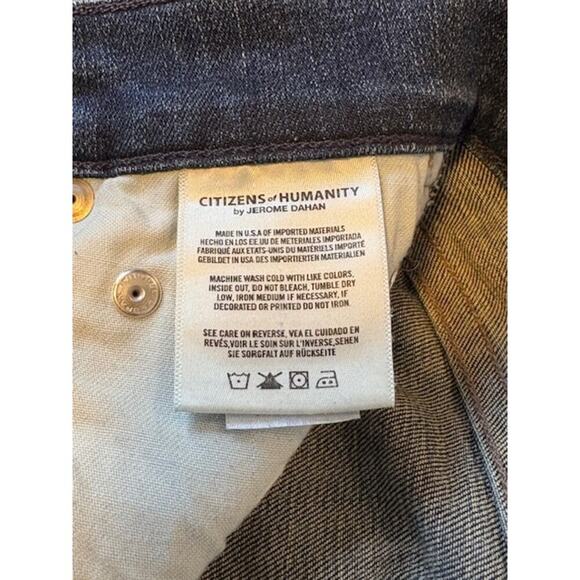 CITIZENS of HUMANITY
by JEROME DAHAN
MADE IN U.S.A OF IMPORTED MATERIALS
HECHO EN LOS EE.UU DE METERIALES IMPORTADA
FABRIQUÉ AUX ETATS-UNIS DU MATÉRIELS IMPORTÉ
GEBILDET IN USA DES IMPORTIERTEN MATERIALIEN
MACHINE WASH COLD WITH LIKE COLORS,
INSIDE OUT, DO NOT BLEACH, TUMBLE DRY
LOW, IRON MEDIUM IF NECESSARY, IF
DECORATED OR PRINTED DO NOT IRON.
SEE CARE ON REVERSE, VEA EL CUIDADO EN
REVÉS,VOIR LE SOIN SUR L'INVERSE,SEHEN
SIE SORGFALT AUF RÜCKSEITE